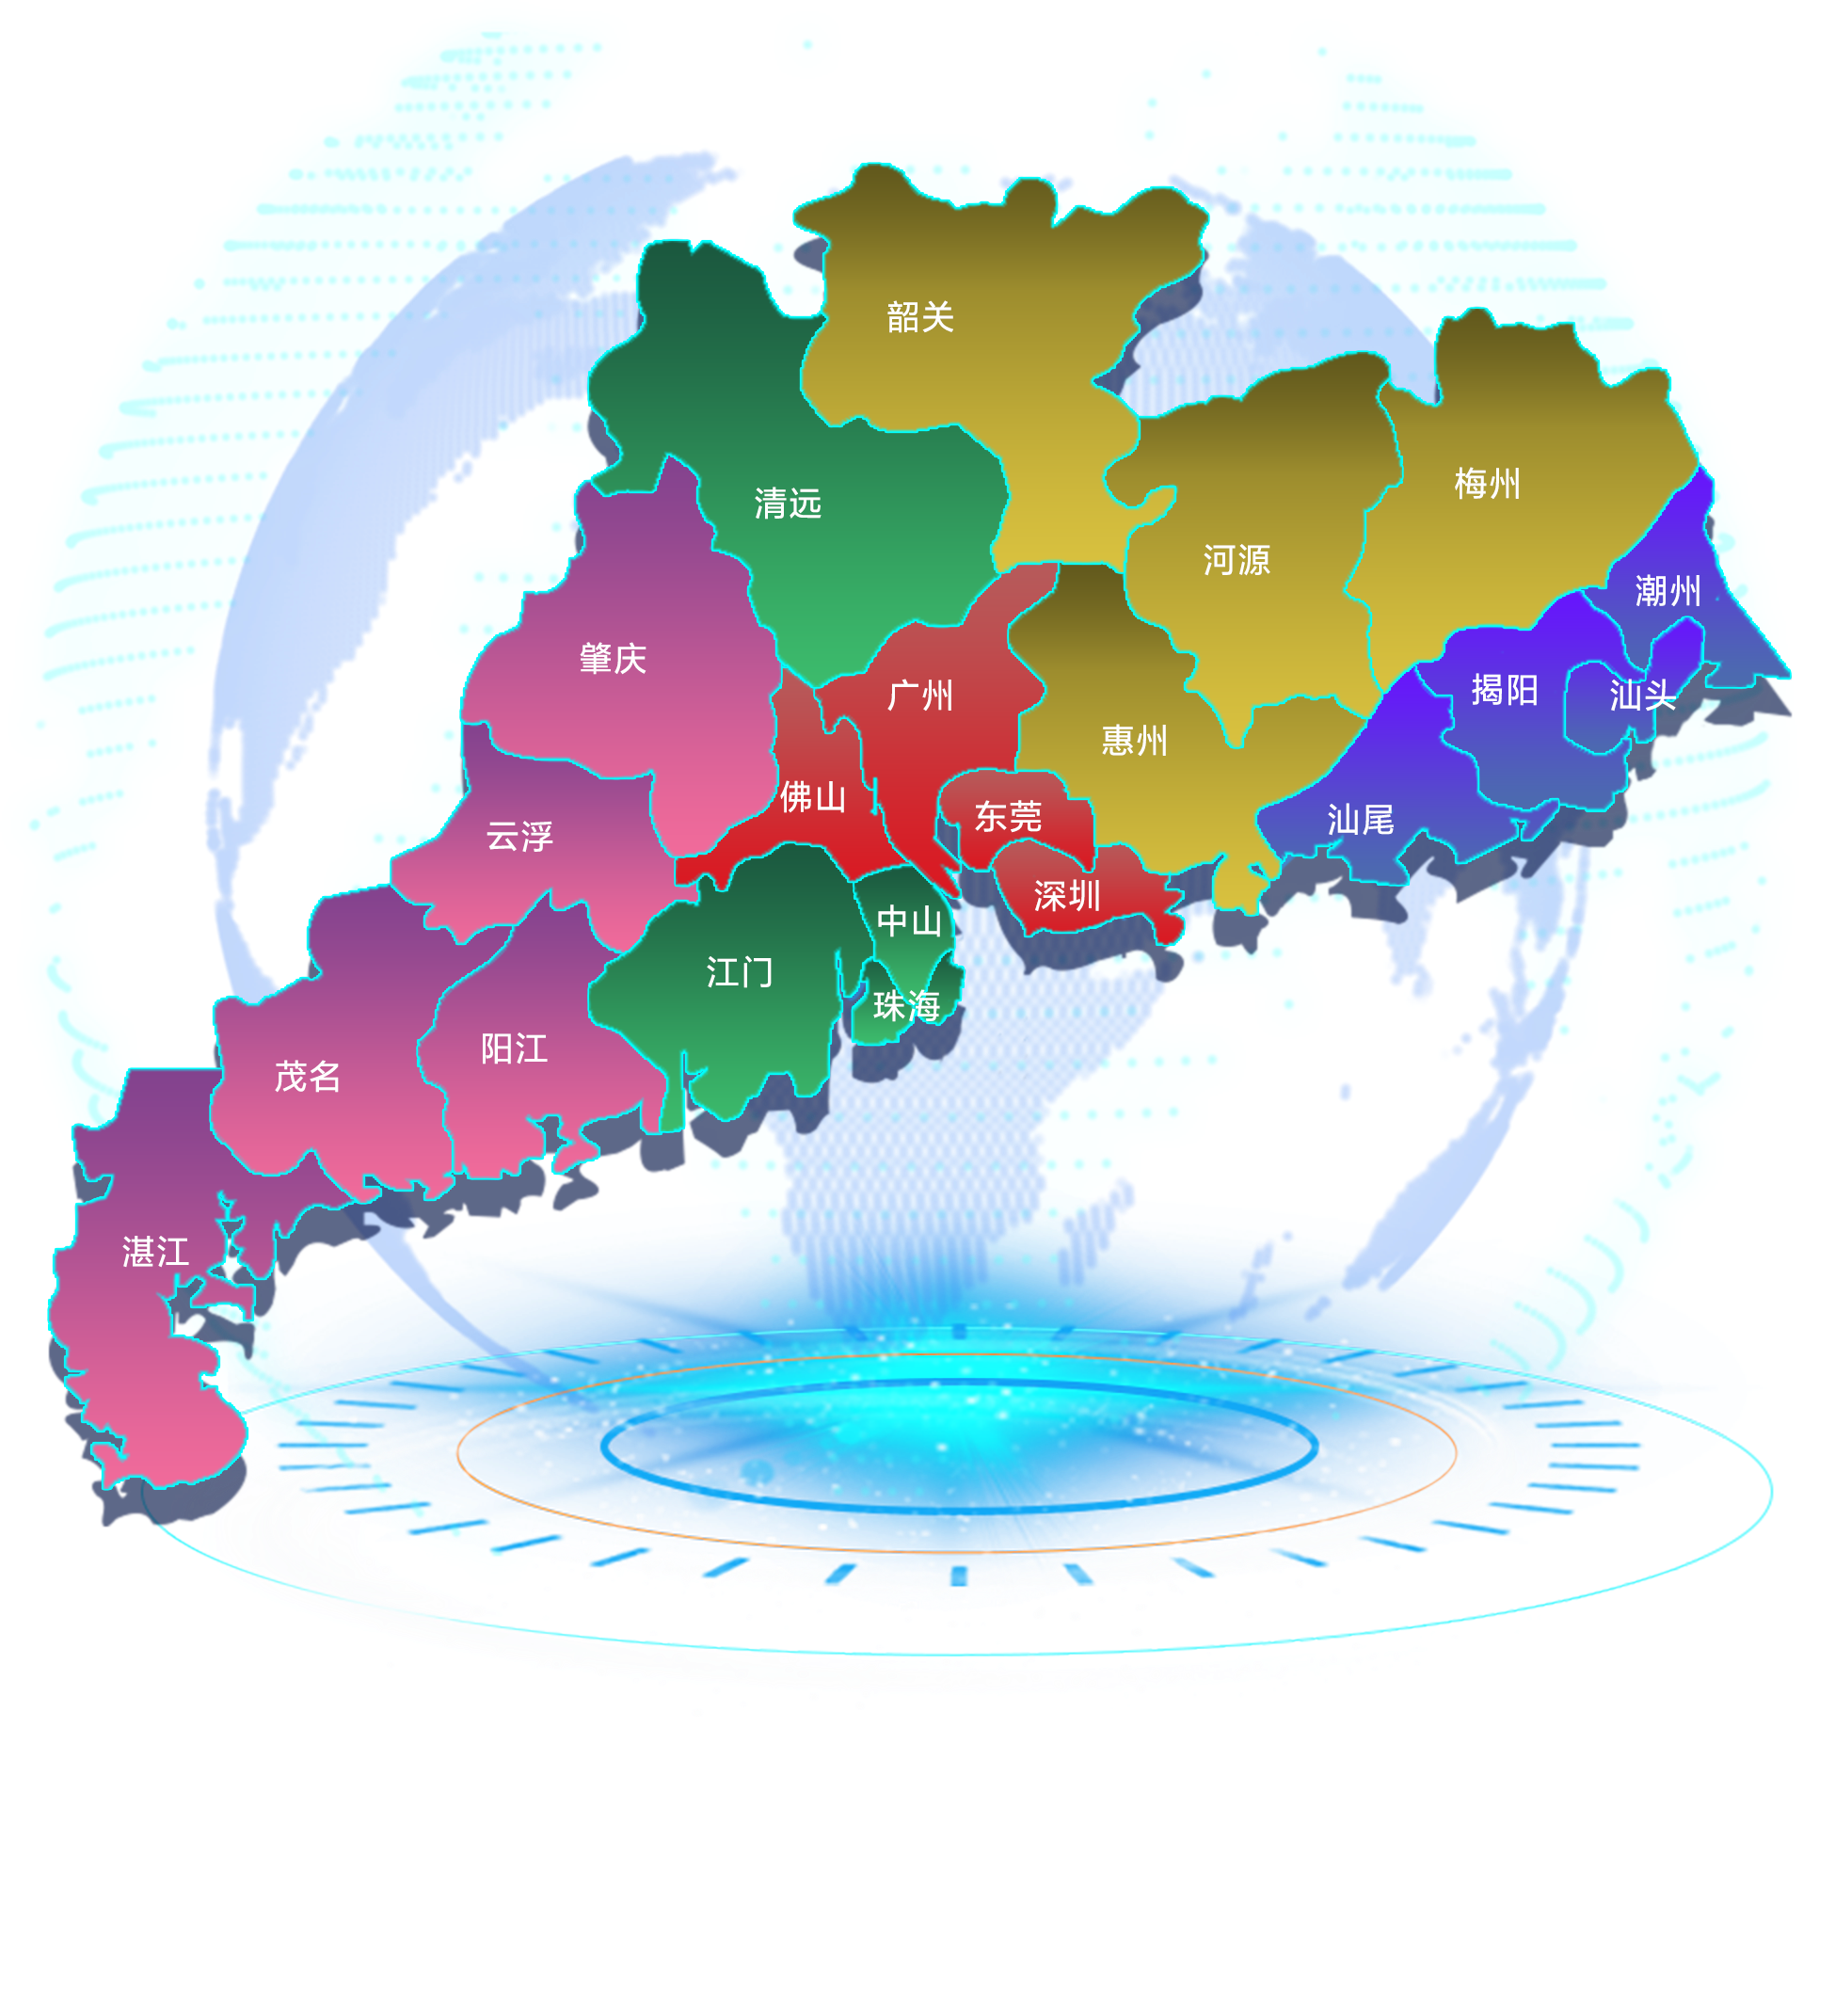 韶关
梅州
清远
河源
潮州
肇庆
广州
揭阳
汕头
惠州
佛山
东莞
汕尾
云浮
深圳
中山
江门
珠海
阳江
茂名
湛江